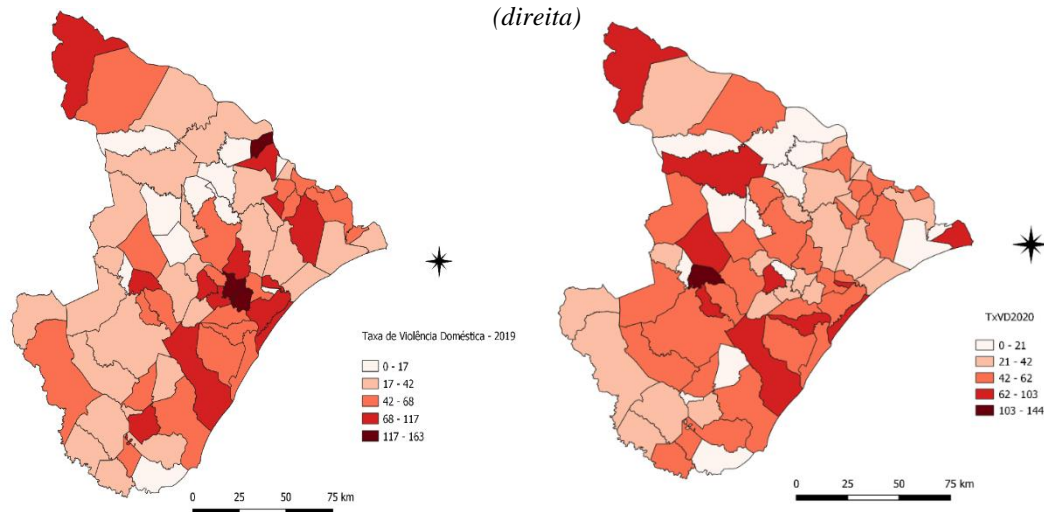 (direita)
Taxa de Violência Doméstica - 2019
0 - 17
17 - 42
42 - 68
68 - 117
117 - 163
0 25 50 75 km
TxVD2020
0 - 21
21 - 42
42 - 62
62 - 103
103 - 144
0 25 50 75 km